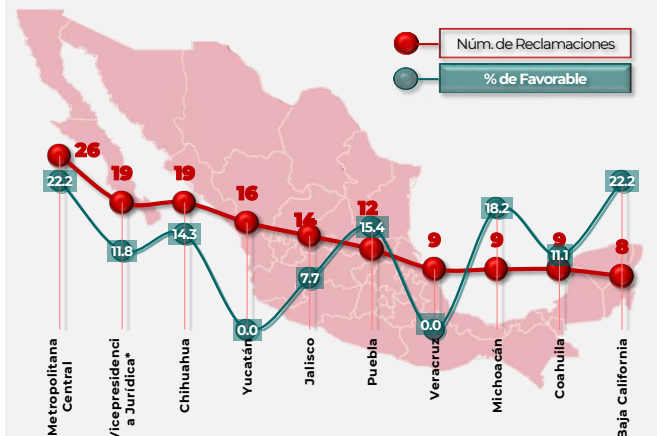 Núm. de Reclamaciones
% de Favorable
26
19
19
16
14
12
9
9
9
8
22.2
11.8
14.3
0.0
7.7
15.4
0.0
18.2
11.1
22.2
Metropolitana
Central
Vicepresidenci
a Jurídica*
Chihuahua
Yucatán
Jalisco
Puebla
Veracruz
Michoacán
Coahuila
Baja California